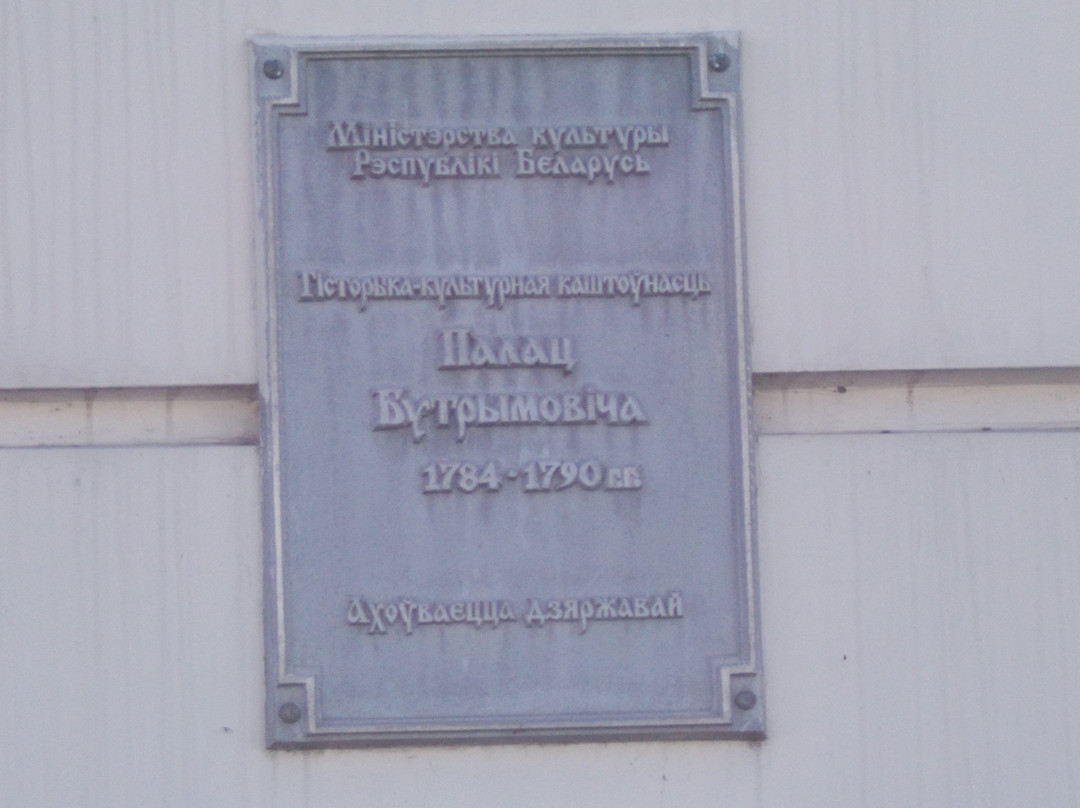 Міністэрства культуры
Рэспублікі Беларусь
Гісторыка-культурная каштоўнасць
Палац
Бутрымовіча
1784-1790 гг.
Ахоўваецца дзяржавай